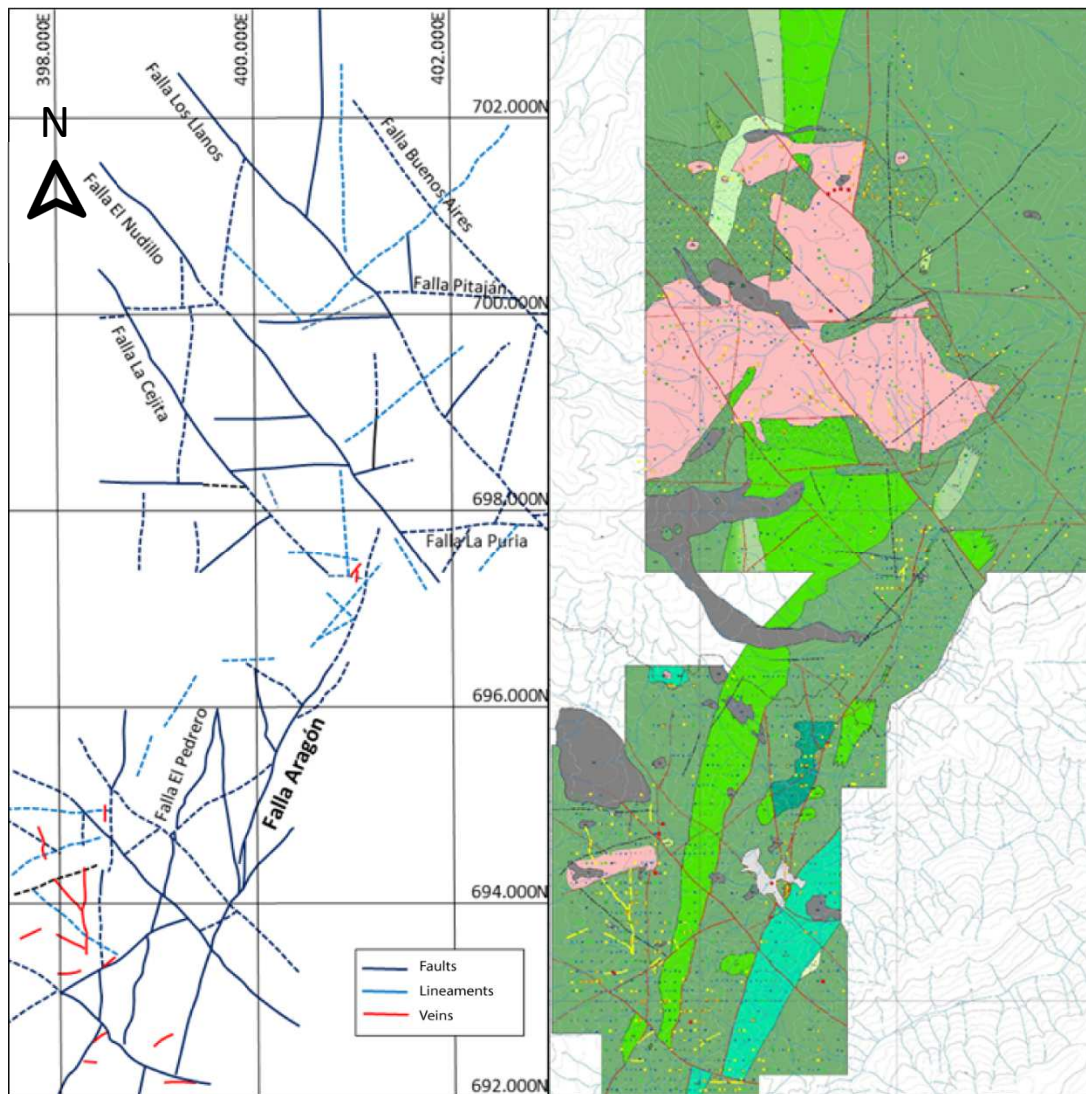 398.000E
400.000E
402.000E
702.000N
N
Falla Los Llanos
Falla Buenos Aires
Falla El Nudillo
Falla Pitaján
700.000N
Falla La Cejita
698.000N
Falla La Puria
696.000N
Falla El Pedrero
Falla Aragón
694.000N
Faults
Lineaments
Veins
692.000N